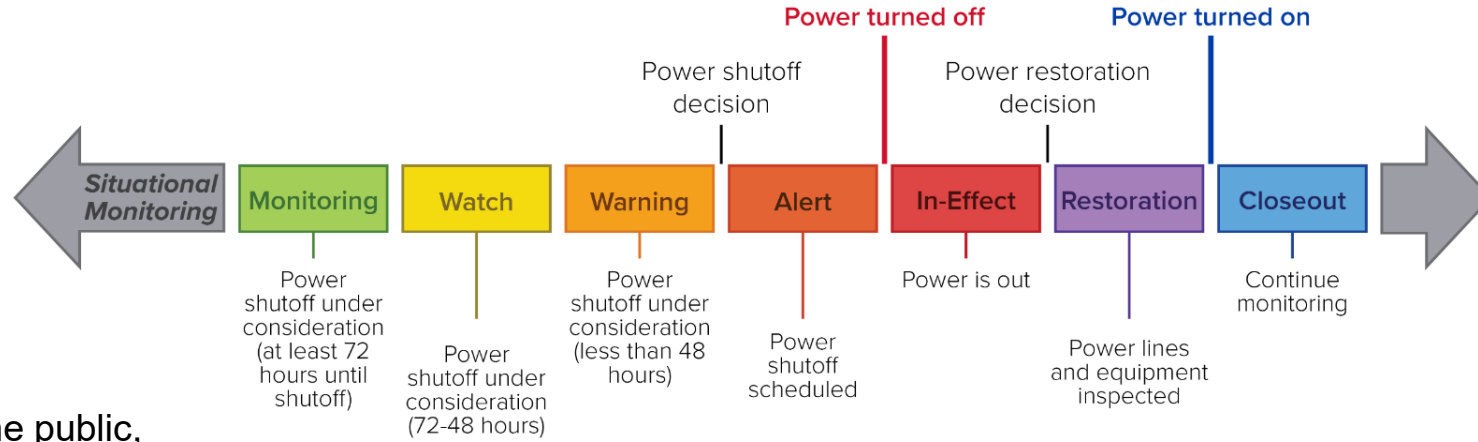 Power turned off
Power turned on
Power shutoff
decision
Power restoration
decision
Situational
Monitoring
Monitoring
Watch
Warning
Alert
In-Effect
Restoration
Closeout
Power
shutoff under
consideration
(at least 72
hours until
shutoff)
Power
shutoff under
consideration
(72-48 hours)
Power
shutoff under
consideration
(less than 48
hours)
Power
shutoff
scheduled
Power is out
Power lines
and equipment
inspected
Continue
monitoring
e public,